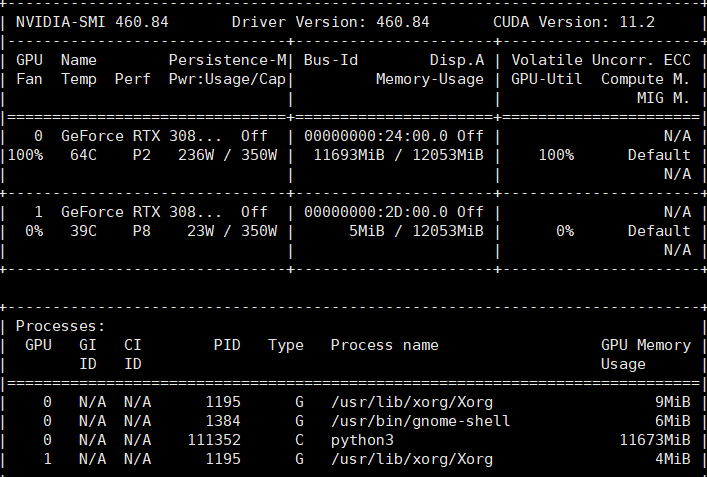 +-----------------------------------------------------------------------------+
| NVIDIA-SMI 460.84       Driver Version: 460.84       CUDA Version: 11.2     |
|-------------------------------+----------------------+----------------------+
| GPU  Name        Persistence-M| Bus-Id        Disp.A | Volatile Uncorr. ECC |
| Fan  Temp  Perf  Pwr:Usage/Cap|         Memory-Usage | GPU-Util  Compute M. |
|                               |                      |               MIG M. |
|===============================+======================+======================|
|   0  GeForce RTX 308...  Off  | 00000000:24:00.0 Off |                  N/A |
|100%   64C    P2   236W / 350W |  11693MiB / 12053MiB |    100%      Default |
|                               |                      |                  N/A |
+-------------------------------+----------------------+----------------------+
|   1  GeForce RTX 308...  Off  | 00000000:2D:00.0 Off |                  N/A |
|  0%   39C    P8    23W / 350W |      5MiB / 12053MiB |      0%      Default |
|                               |                      |                  N/A |
+-------------------------------+----------------------+----------------------+
+-----------------------------------------------------------------------------+
| Processes:                                                                  |
|  GPU   GI   CI        PID   Type   Process name                  GPU Memory |
|        ID   ID                                                   Usage      |
|=============================================================================|
|    0   N/A  N/A      1195      G   /usr/lib/xorg/Xorg                  9MiB |
|    0   N/A  N/A      1384      G   /usr/bin/gnome-shell                6MiB |
|    0   N/A  N/A    111352      C   python3                         11673MiB |
|    1   N/A  N/A      1195      G   /usr/lib/xorg/Xorg                  4MiB |